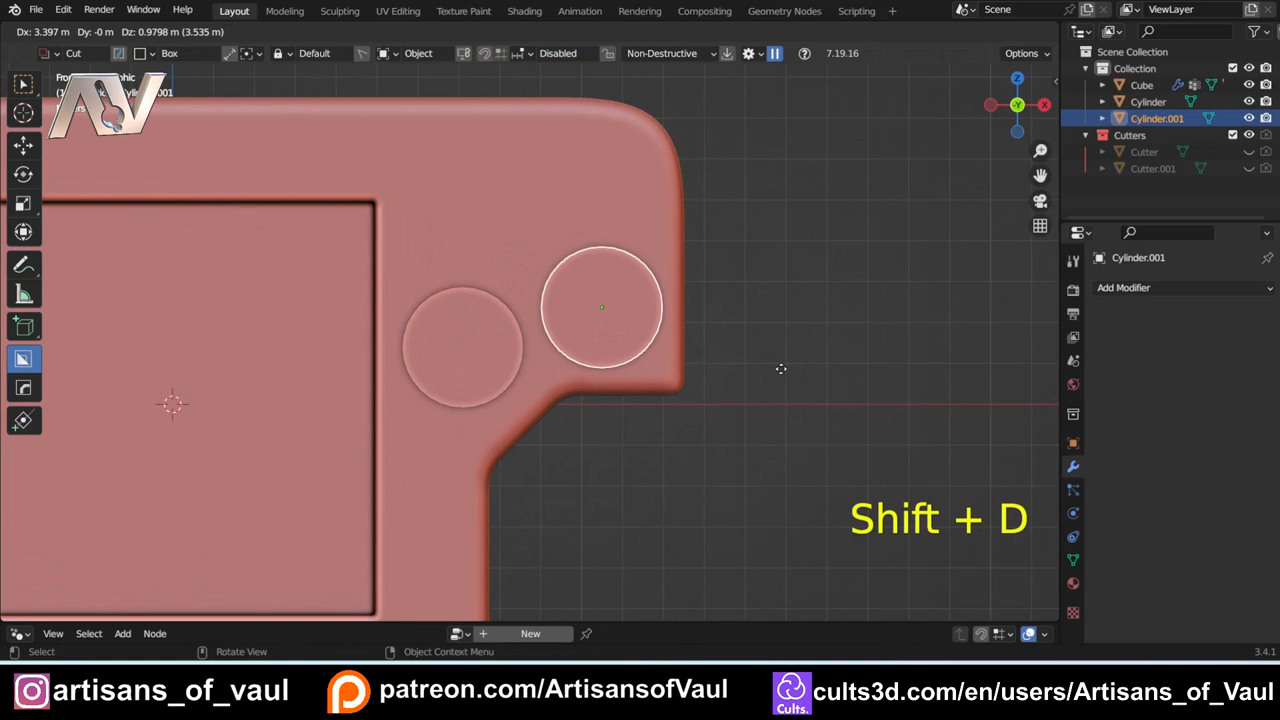 File Edit Render Window Help Layout Modeling Sculpting UV Editing Texture Paint Shading Animation Rendering Compositing Geometry Nodes Scripting Scene ViewLayer
Dx: 3.397 m Dy: -0 m Dz: 0.9798 m (3.535 m)
Cut Box Default Object Disabled Non-Destructive 7.19.16 Options
Scene Collection
Collection
Cube
Cylinder
Cylinder.001
Cutters
Cutter
Cutter.001
AV
Cylinder.001
Add Modifier
Shift + D
View Select Add Node New
Select Rotate View Object Context Menu 3.4.1
artisans_of_vaul patreon.com/ArtisansofVaul Cults. cults3d.com/en/users/Artisans_of_Vaul